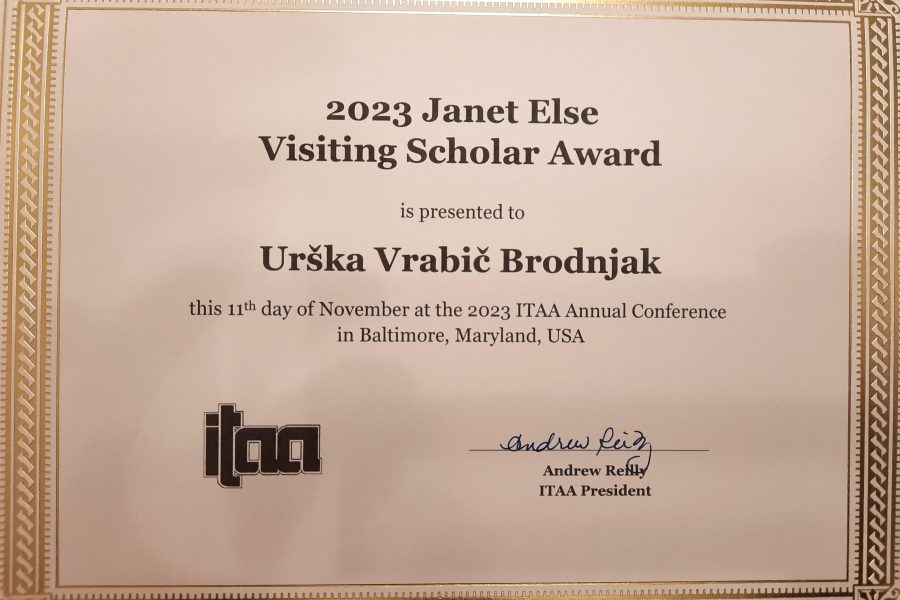 2023 Janet Else
Visiting Scholar Award
is presented to
Urška Vrabič Brodnjak
this 11th day of November at the 2023 ITAA Annual Conference
in Baltimore, Maryland, USA
itaa
Andrew Reilly
Andrew Reilly
ITAA President